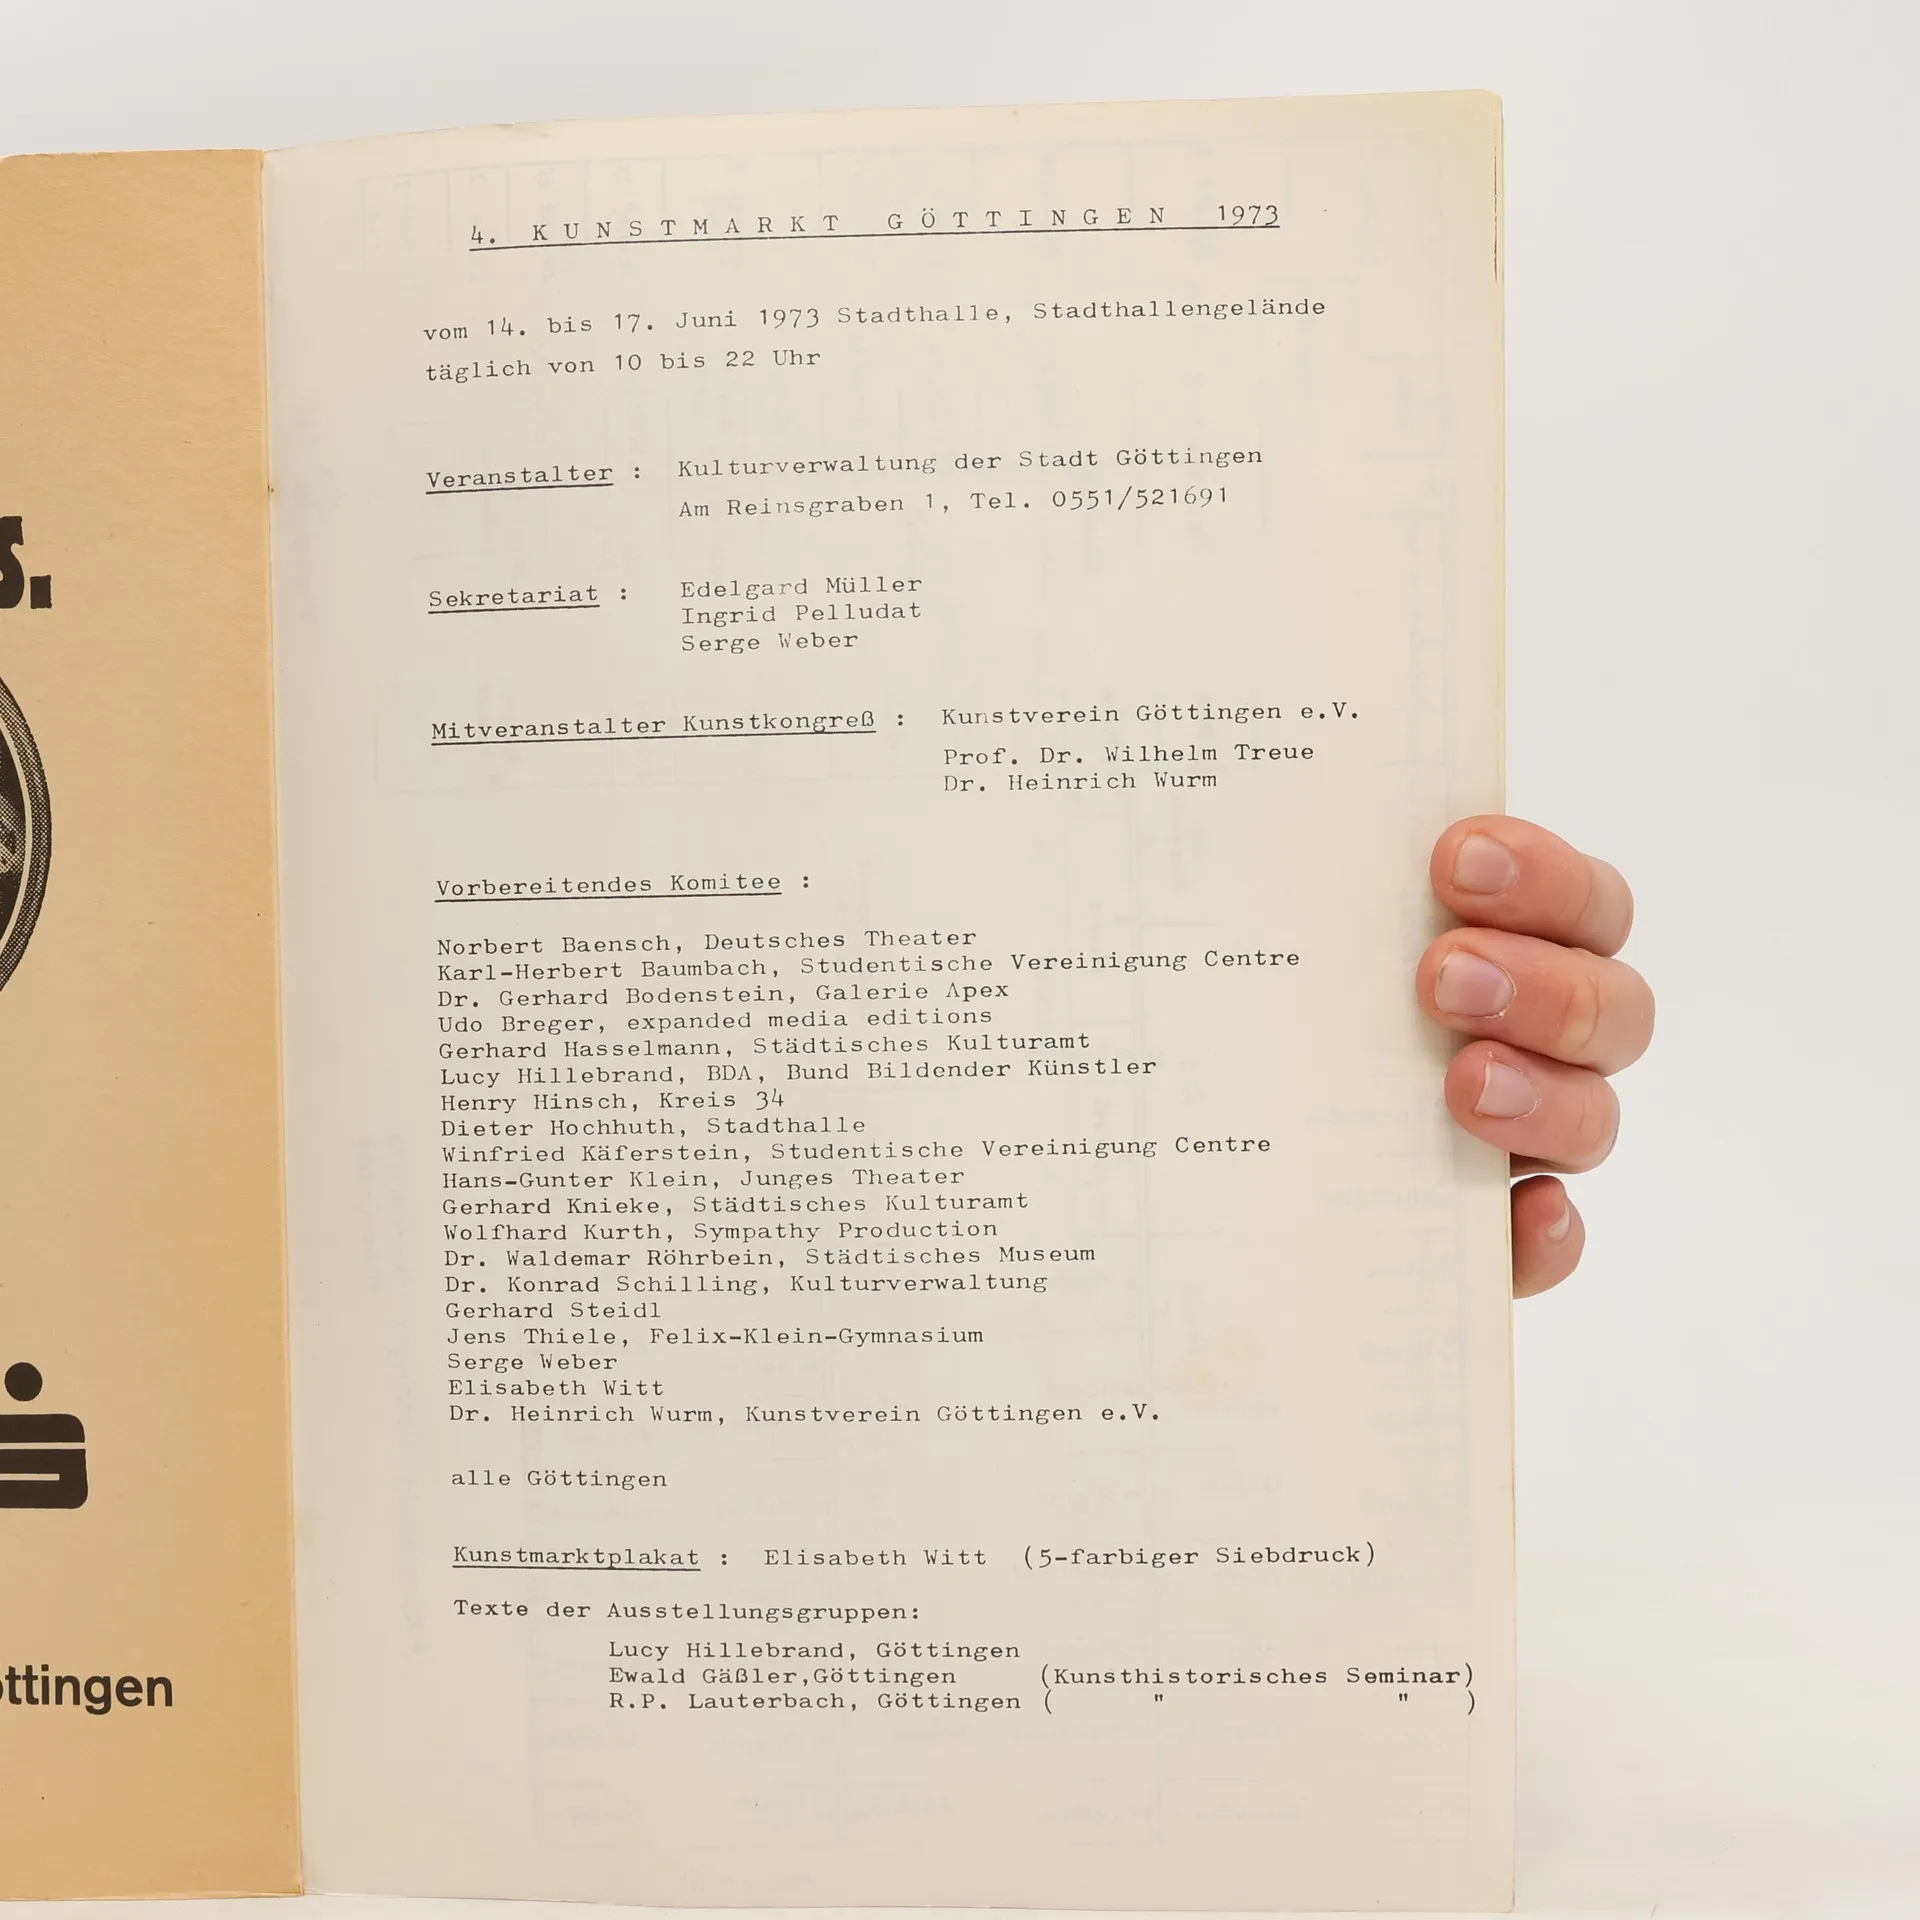 s.
ttingen
4. KUNSTMARKT GÖTTINGEN 1973
vom 14. bis 17. Juni 1973 Stadthalle, Stadthallengelände
täglich von 10 bis 22 Uhr
Veranstalter : Kulturverwaltung der Stadt Göttingen
Am Reinsgraben 1, Tel. 0551/521691
Sekretariat : Edelgard Müller
Ingrid Pelludat
Serge Weber
Mitveranstalter Kunstkongreß : Kunstverein Göttingen e.V.
Prof. Dr. Wilhelm Treue
Dr. Heinrich Wurm
Vorbereitendes Komitee :
Norbert Baensch, Deutsches Theater
Karl-Herbert Baumbach, Studentische Vereinigung Centre
Dr. Gerhard Bodenstein, Galerie Apex
Udo Breger, expanded media editions
Gerhard Hasselmann, Städtisches Kulturamt
Lucy Hillebrand, BDA, Bund Bildender Künstler
Henry Hinsch, Kreis 34
Dieter Hochhuth, Stadthalle
Winfried Käferstein, Studentische Vereinigung Centre
Hans-Gunter Klein, Junges Theater
Gerhard Knieke, Städtisches Kulturamt
Wolfhard Kurth, Sympathy Production
Dr. Waldemar Röhrbein, Städtisches Museum
Dr. Konrad Schilling, Kulturverwaltung
Gerhard Steidl
Jens Thiele, Felix-Klein-Gymnasium
Serge Weber
Elisabeth Witt
Dr. Heinrich Wurm, Kunstverein Göttingen e.V.
alle Göttingen
Kunstmarktplakat : Elisabeth Witt (5-farbiger Siebdruck)
Texte der Ausstellungsgruppen:
Lucy Hillebrand, Göttingen
Ewald Gäßler,Göttingen (Kunsthistorisches Seminar)
R.P. Lauterbach, Göttingen ( " " )